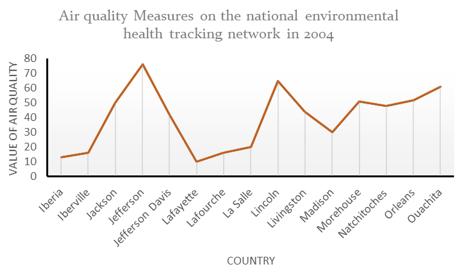 Air quality Measures on the national environmental
health tracking network in 2004
VALUE OF AIR QUALITY
80
70
60
50
40
30
20
10
0
Iberia
Iberville
Jackson
Jefferson
Jefferson Davis
Lafayette
Lafourche
La Salle
Lincoln
Livingston
Madison
Morehouse
Natchitoches
Orleans
Ouachita
COUNTRY